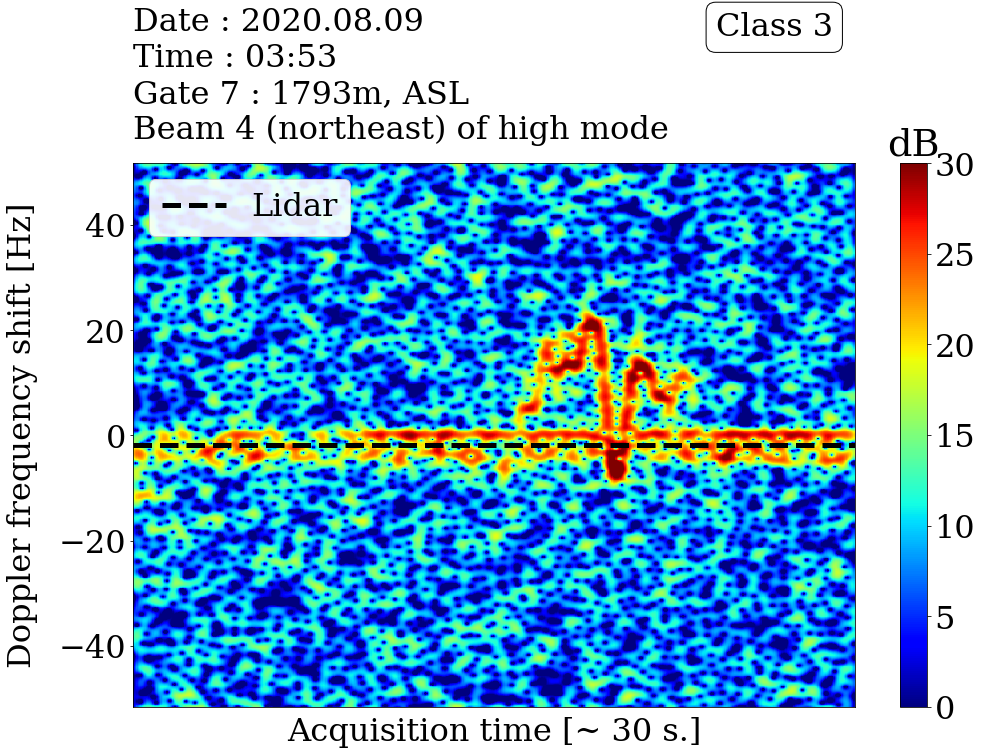 Date : 2020.08.09
Time : 03:53
Gate 7 : 1793m, ASL
Beam 4 (northeast) of high mode
Class 3
dB
Lidar
Doppler frequency shift [Hz]
40
20
0
−20
−40
30
25
20
15
10
5
0
Acquisition time [~ 30 s.]